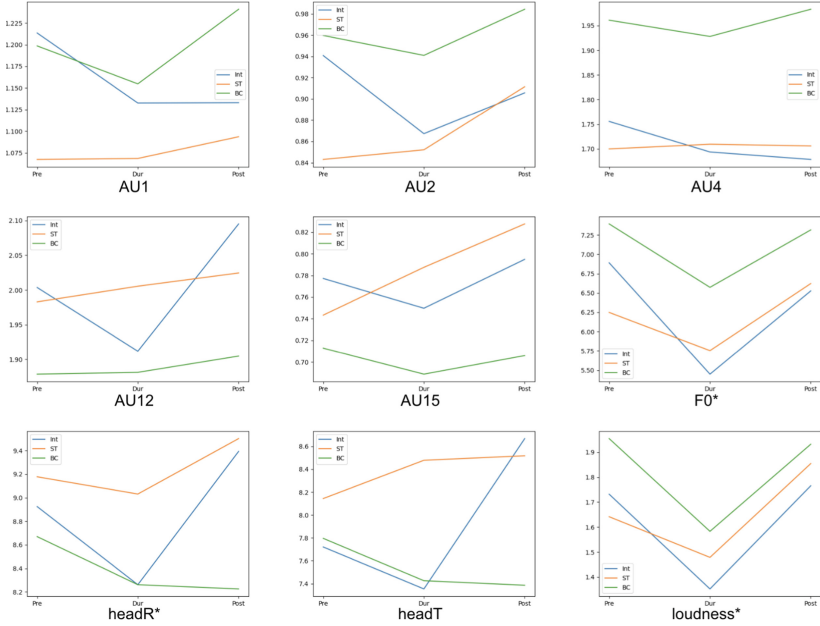 1.225
1.200
1.175
1.150
1.125
1.100
1.075
Int
ST
BC
Pre
Dur
Post
AU1
0.98
0.96
0.94
0.92
0.90
0.88
0.86
0.84
Int
ST
BC
Pre
Dur
Post
AU2
1.95
1.90
1.85
1.80
1.75
1.70
Int
ST
BC
Pre
Dur
Post
AU4
2.10
2.05
2.00
1.95
1.90
Int
ST
BC
Pre
Dur
Post
AU12
0.82
0.80
0.78
0.76
0.74
0.72
0.70
Int
ST
BC
Pre
Dur
Post
AU15
7.25
7.00
6.75
6.50
6.25
6.00
5.75
5.50
Int
ST
BC
Pre
Dur
Post
F0*
9.4
9.2
9.0
8.8
8.6
8.4
8.2
Int
ST
BC
Pre
Dur
Post
headR*
8.6
8.4
8.2
8.0
7.8
7.6
7.4
Int
ST
BC
Pre
Dur
Post
headT
1.9
1.8
1.7
1.6
1.5
1.4
Int
ST
BC
Pre
Dur
Post
loudness*